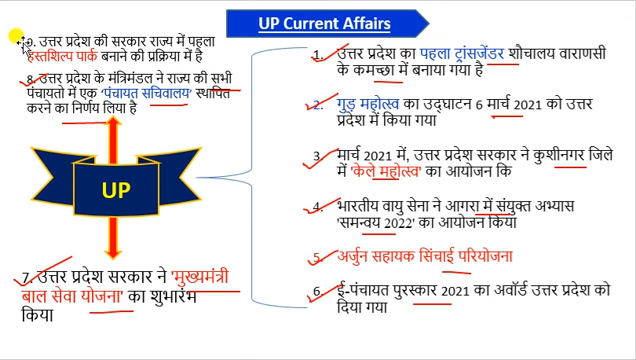 UP Current Affairs
9. उत्तर प्रदेश की सरकार राज्य में पहला
हस्तशिल्प पार्क बनाने की प्रक्रिया में है
8. उत्तर प्रदेश के मंत्रिमंडल ने राज्य की सभी
पंचायतो में एक 'पंचायत सचिवालय' स्थापित
करने का निर्णय लिया है
UP
7. उत्तर प्रदेश सरकार ने 'मुख्यमंत्री
बाल सेवा योजना' का शुभारंभ
किया
1. उत्तर प्रदेश का पहला ट्रांसजेंडर शौचालय वाराणसी
के कमच्छा में बनाया गया है
2. गुड़ महोत्स्व का उद्घाटन 6 मार्च 2021 को उत्तर
प्रदेश में किया गया
3. मार्च 2021 में, उत्तर प्रदेश सरकार ने कुशीनगर जिले
में 'केले महोत्स्व' का आयोजन कि
4. भारतीय वायु सेना ने आगरा में संयुक्त अभ्यास
'समन्वय 2022' का आयोजन किया
5. अर्जुन सहायक सिंचाई परियोजना
6. ई-पंचायत पुरस्कार 2021 का अवॉर्ड उत्तर प्रदेश को
दिया गया